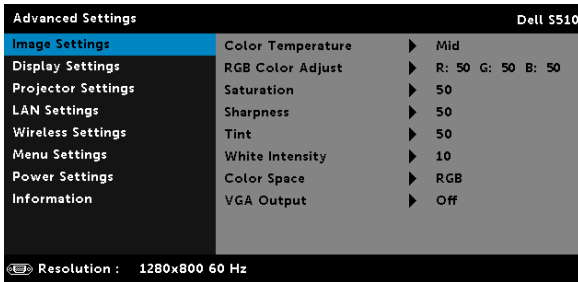 Advanced Settings Dell S510
Image Settings Color Temperature Mid
Display Settings RGB Color Adjust R: 50 G: 50 B: 50
Projector Settings Saturation 50
LAN Settings Sharpness 50
Wireless Settings Tint 50
Menu Settings White Intensity 10
Power Settings Color Space RGB
Information VGA Output Off
Resolution : 1280x800 60 Hz